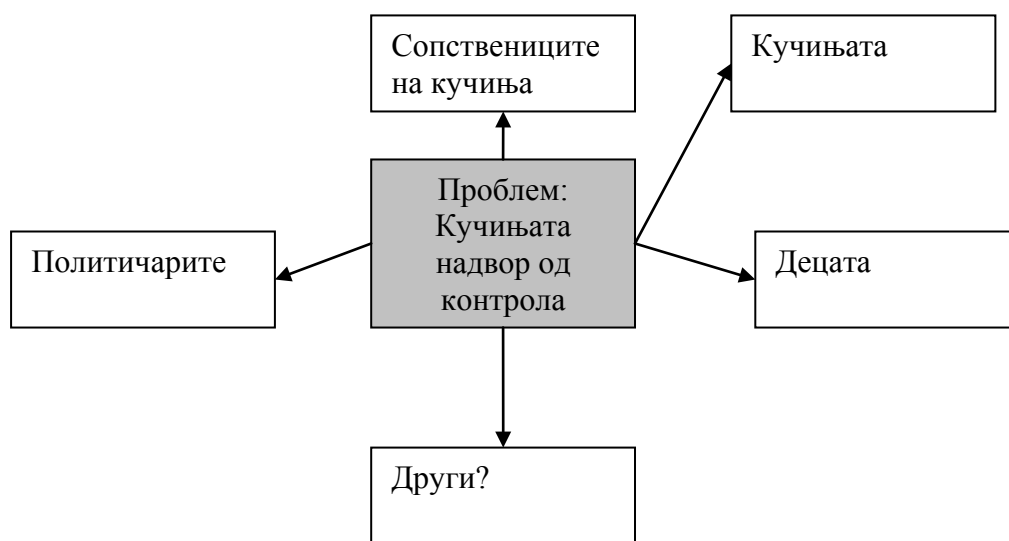 Сопствениците
на кучиња
Кучињата
Проблем:
Кучињата
надвор од
контрола
Политичарите
Децата
Други?